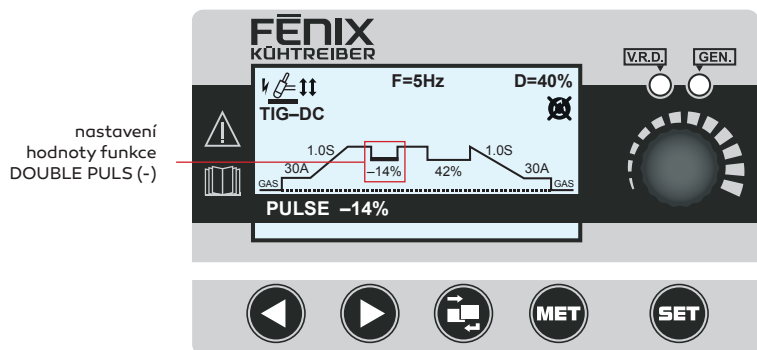 FĒNIX
KÜHTREIBER
V.R.D.
GEN.
F=5Hz
D=40%
TIG–DC
nastavení
hodnoty funkce
DOUBLE PULS (-)
1.0S
1.0S
30A
–14%
42%
30A
GAS
GAS
PULSE –14%
MET
SET